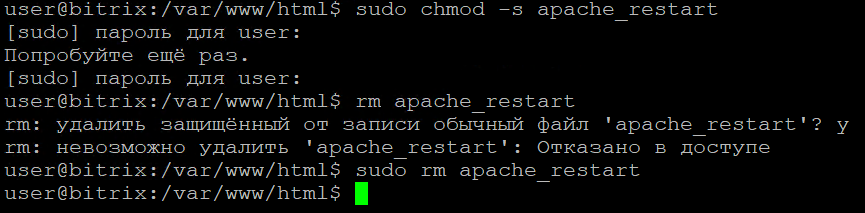 user@bitrix:/var/www/html$ sudo chmod -s apache_restart
[sudo] пароль для user:
Попробуйте ещё раз.
[sudo] пароль для user:
user@bitrix:/var/www/html$ rm apache_restart
rm: удалить защищённый от записи обычный файл 'apache_restart'? y
rm: невозможно удалить 'apache_restart': Отказано в доступе
user@bitrix:/var/www/html$ sudo rm apache_restart
user@bitrix:/var/www/html$